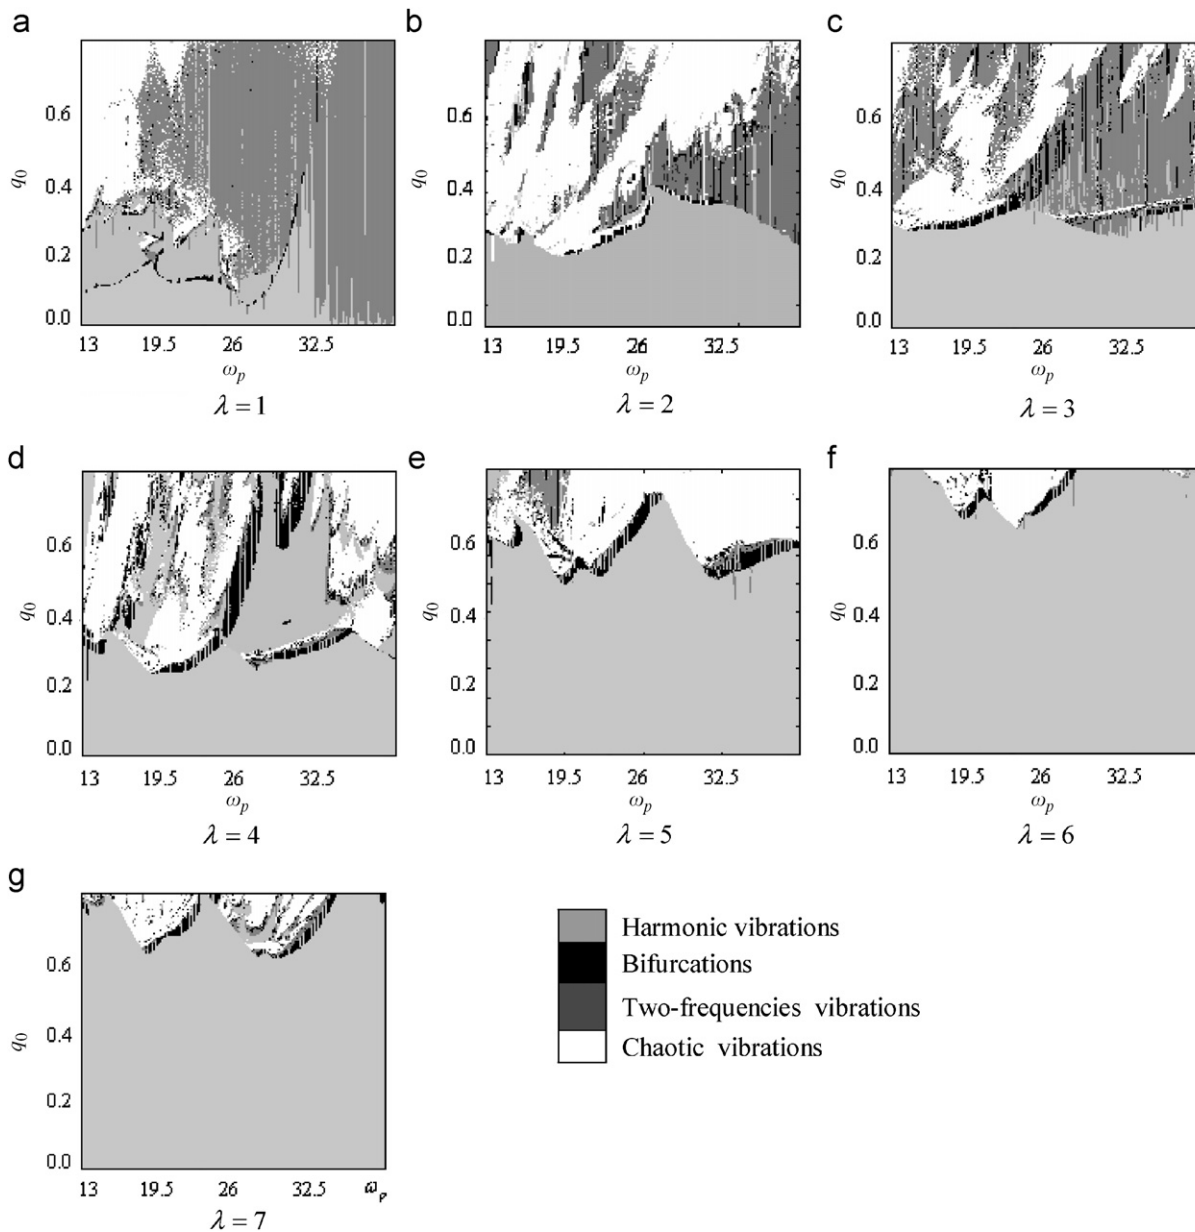 a
0.6
0.4
q₀
0.2
0.0
13 19.5 26 32.5
ωₚ
λ = 1
b
0.6
0.4
q₀
0.2
0.0
13 19.5 26 32.5
ωₚ
λ = 2
c
0.6
0.4
q₀
0.2
0.0
13 19.5 26 32.5
ωₚ
λ = 3
d
0.6
0.4
q₀
0.2
0.0
13 19.5 26 32.5
ωₚ
λ = 4
e
0.6
0.4
q₀
0.2
0.0
13 19.5 26 32.5
ωₚ
λ = 5
f
0.6
0.4
q₀
0.2
0.0
13 19.5 26 32.5
ωₚ
λ = 6
g
0.6
0.4
q₀
0.2
0.0
13 19.5 26 32.5 ωₚ
λ = 7
Harmonic vibrations
Bifurcations
Two-frequencies vibrations
Chaotic vibrations